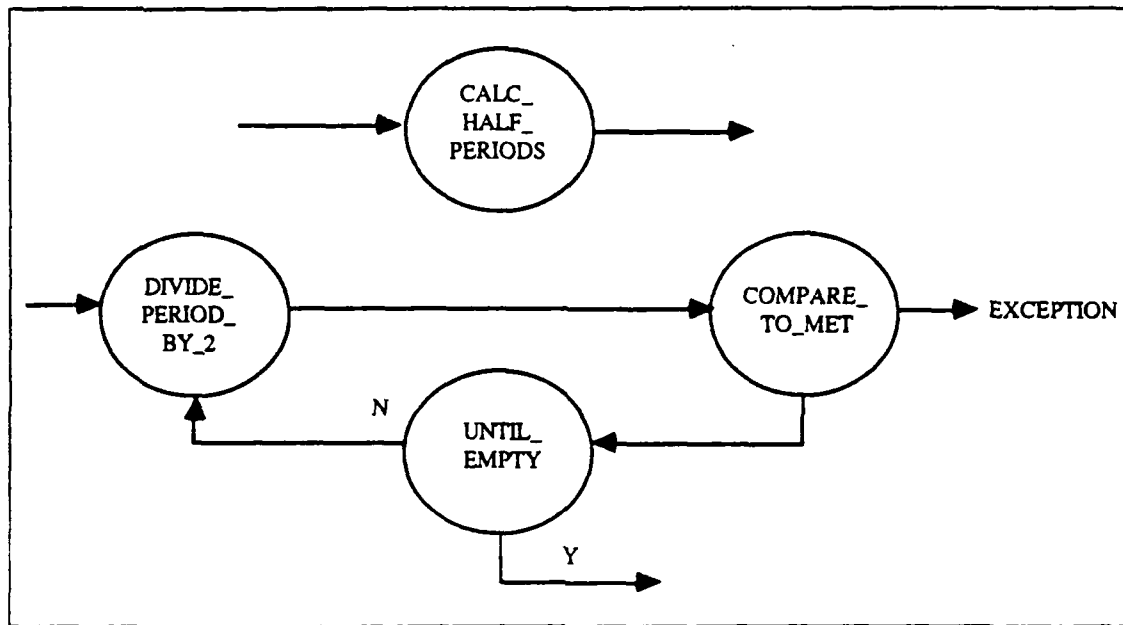 CALC_
HALF_
PERIODS
DIVIDE_
PERIOD_
BY_2
COMPARE_
TO_MET
EXCEPTION
N
UNTIL_
EMPTY
Y